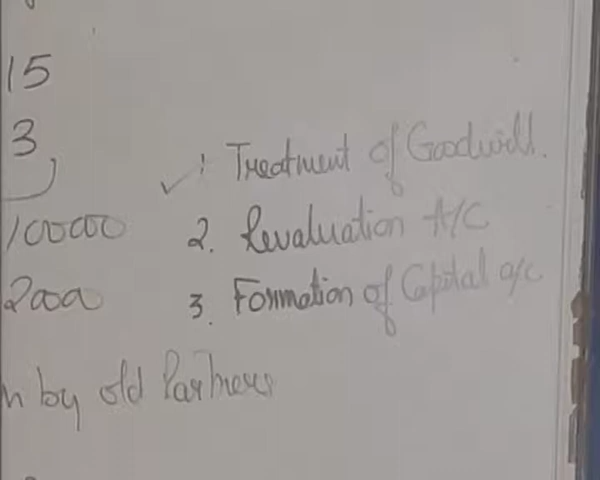 15
3
✓ 1 Treatment of Goodwill.
100000 2. Revaluation A/C
2000 3. Formation of Capital a/c
n by old Partners